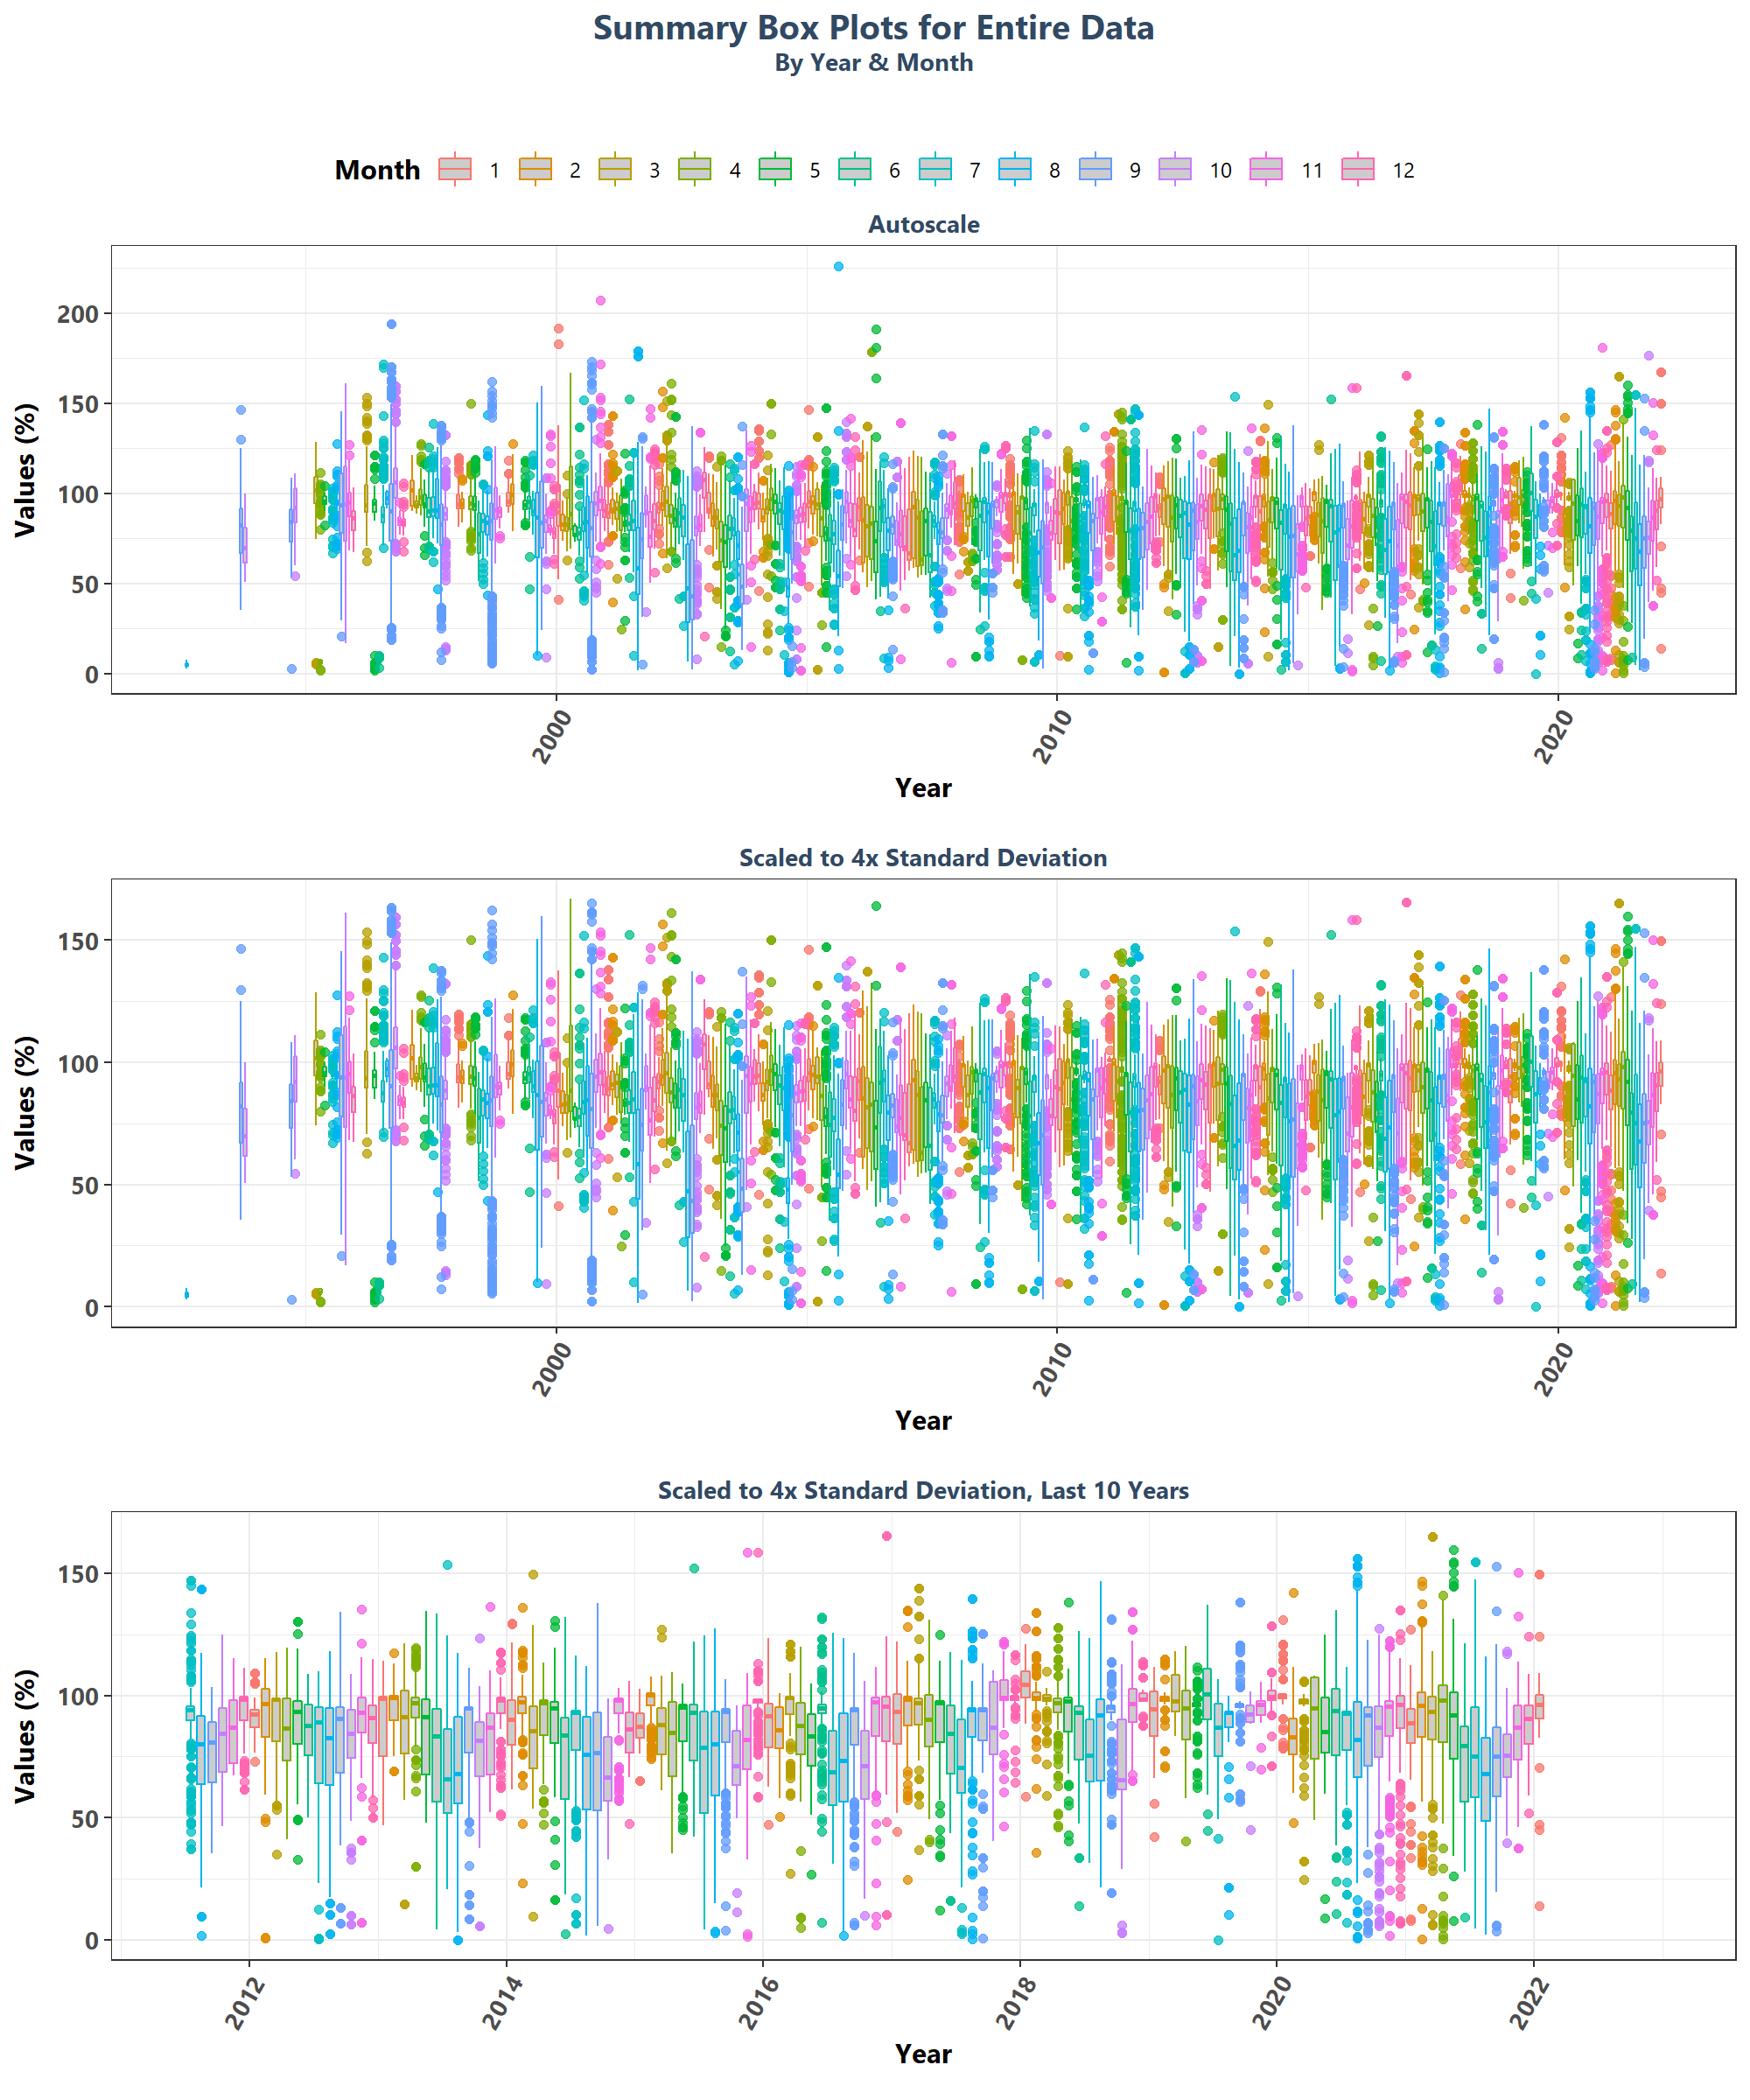 Summary Box Plots for Entire Data
By Year & Month
Month 1 2 3 4 5 6 7 8 9 10 11 12
Autoscale
Values (%)
200
150
100
50
0
2000 2010 2020
Year
Scaled to 4x Standard Deviation
Values (%)
150
100
50
0
2000 2010 2020
Year
Scaled to 4x Standard Deviation, Last 10 Years
Values (%)
150
100
50
0
2012 2014 2016 2018 2020 2022
Year